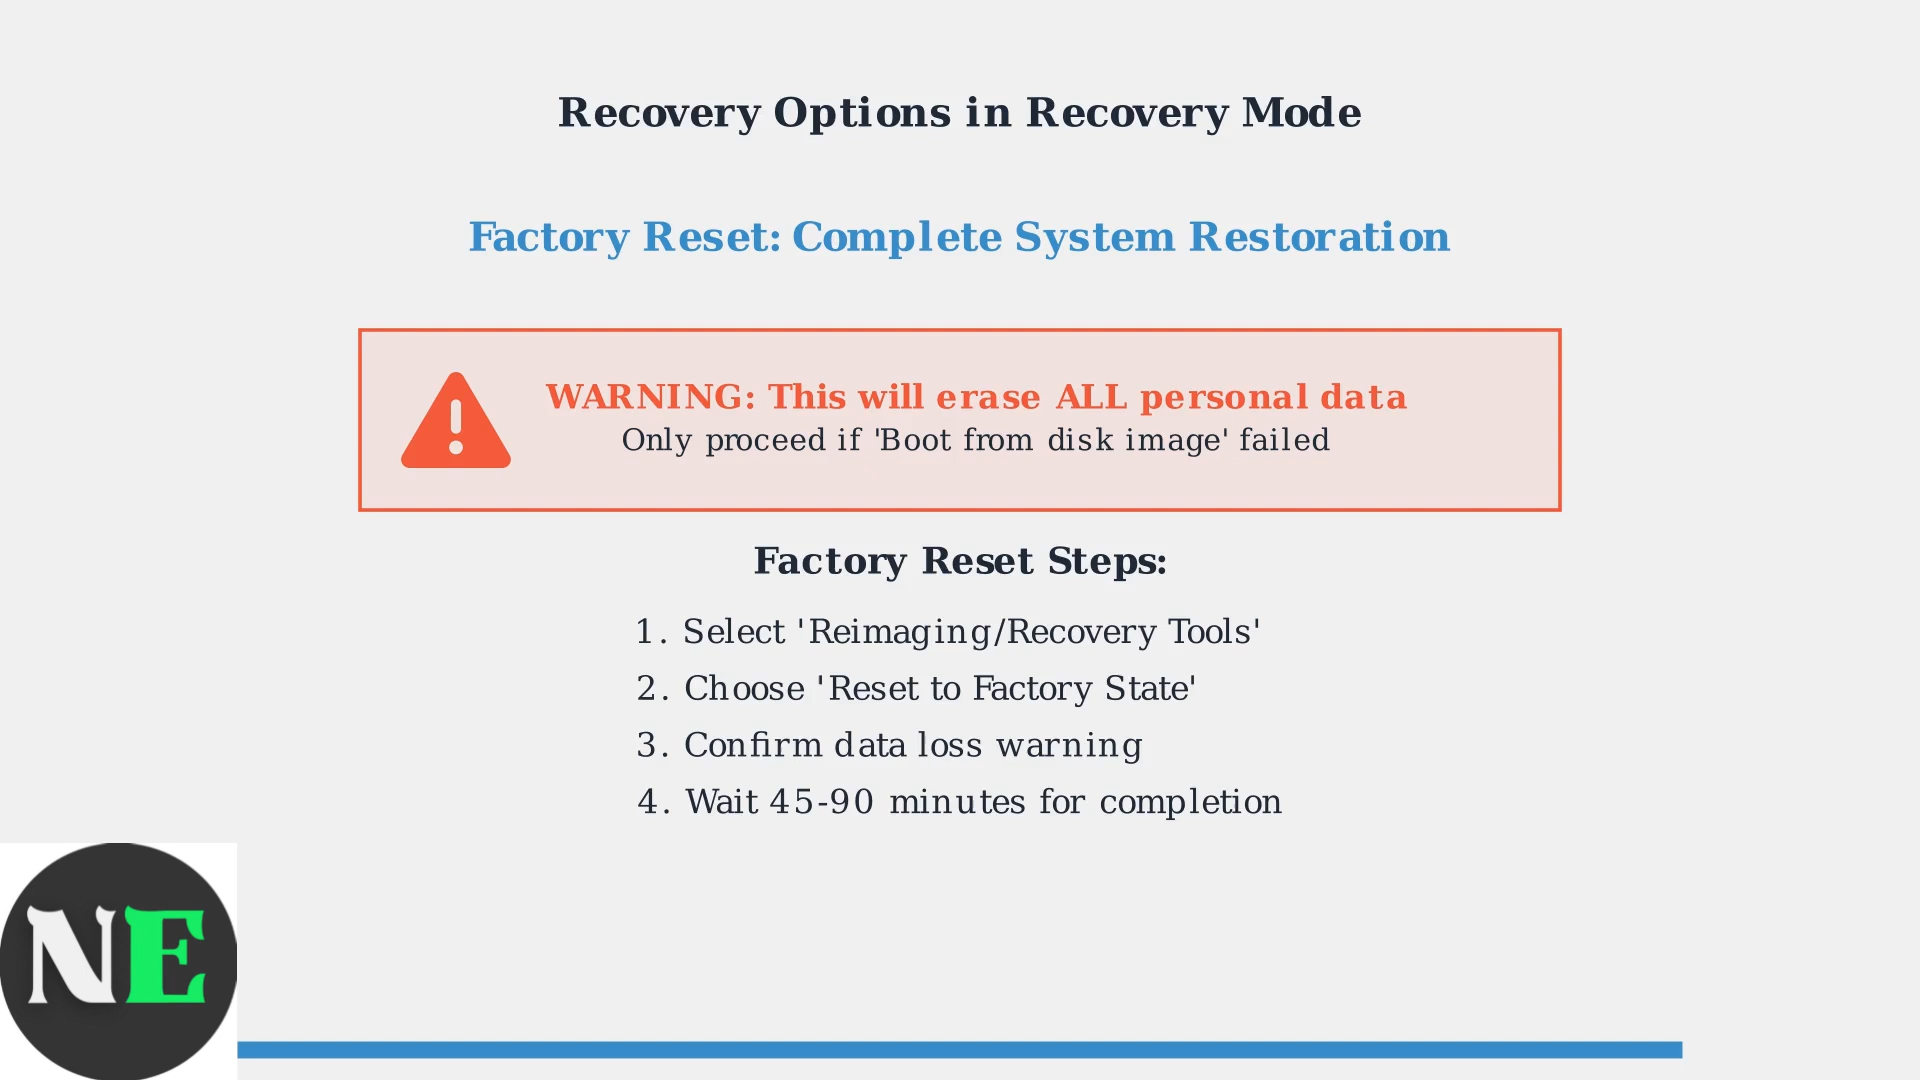 Recovery Options in Recovery Mode
Factory Reset: Complete System Restoration
WARNING: This will erase ALL personal data
Only proceed if 'Boot from disk image' failed
Factory Reset Steps:
1. Select 'Reimaging/Recovery Tools'
2. Choose 'Reset to Factory State'
3. Confirm data loss warning
4. Wait 45-90 minutes for completion
NE